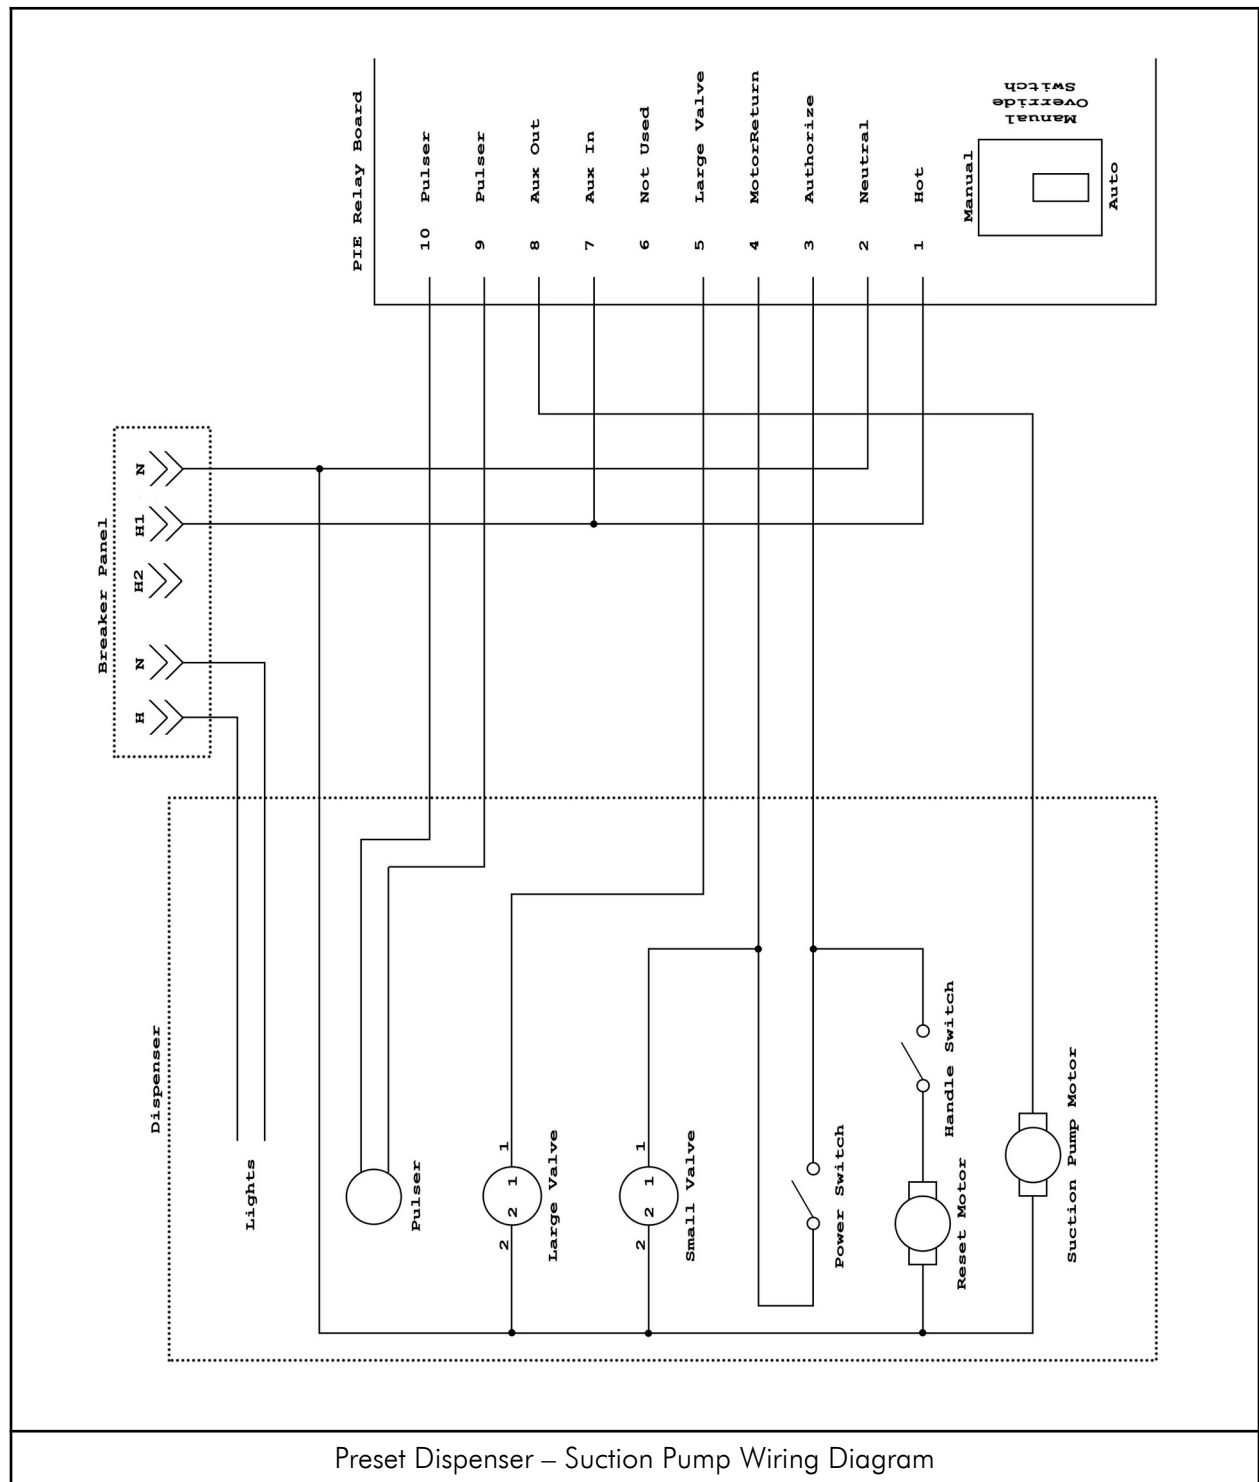 PIE Relay Board
10 Pulser
9 Pulser
8 Aux Out
7 Aux In
6 Not Used
5 Large Valve
4 MotorReturn
3 Authorize
2 Neutral
1 Hot
Manual
Override
Switch
Manual
Auto
Breaker Panel
N
H1
H2
N
H
Dispenser
Lights
Pulser
1
1
2
2
Large Valve
1
1
2
2
Small Valve
Power Switch
Handle Switch
Reset Motor
Suction Pump Motor
Preset Dispenser – Suction Pump Wiring Diagram